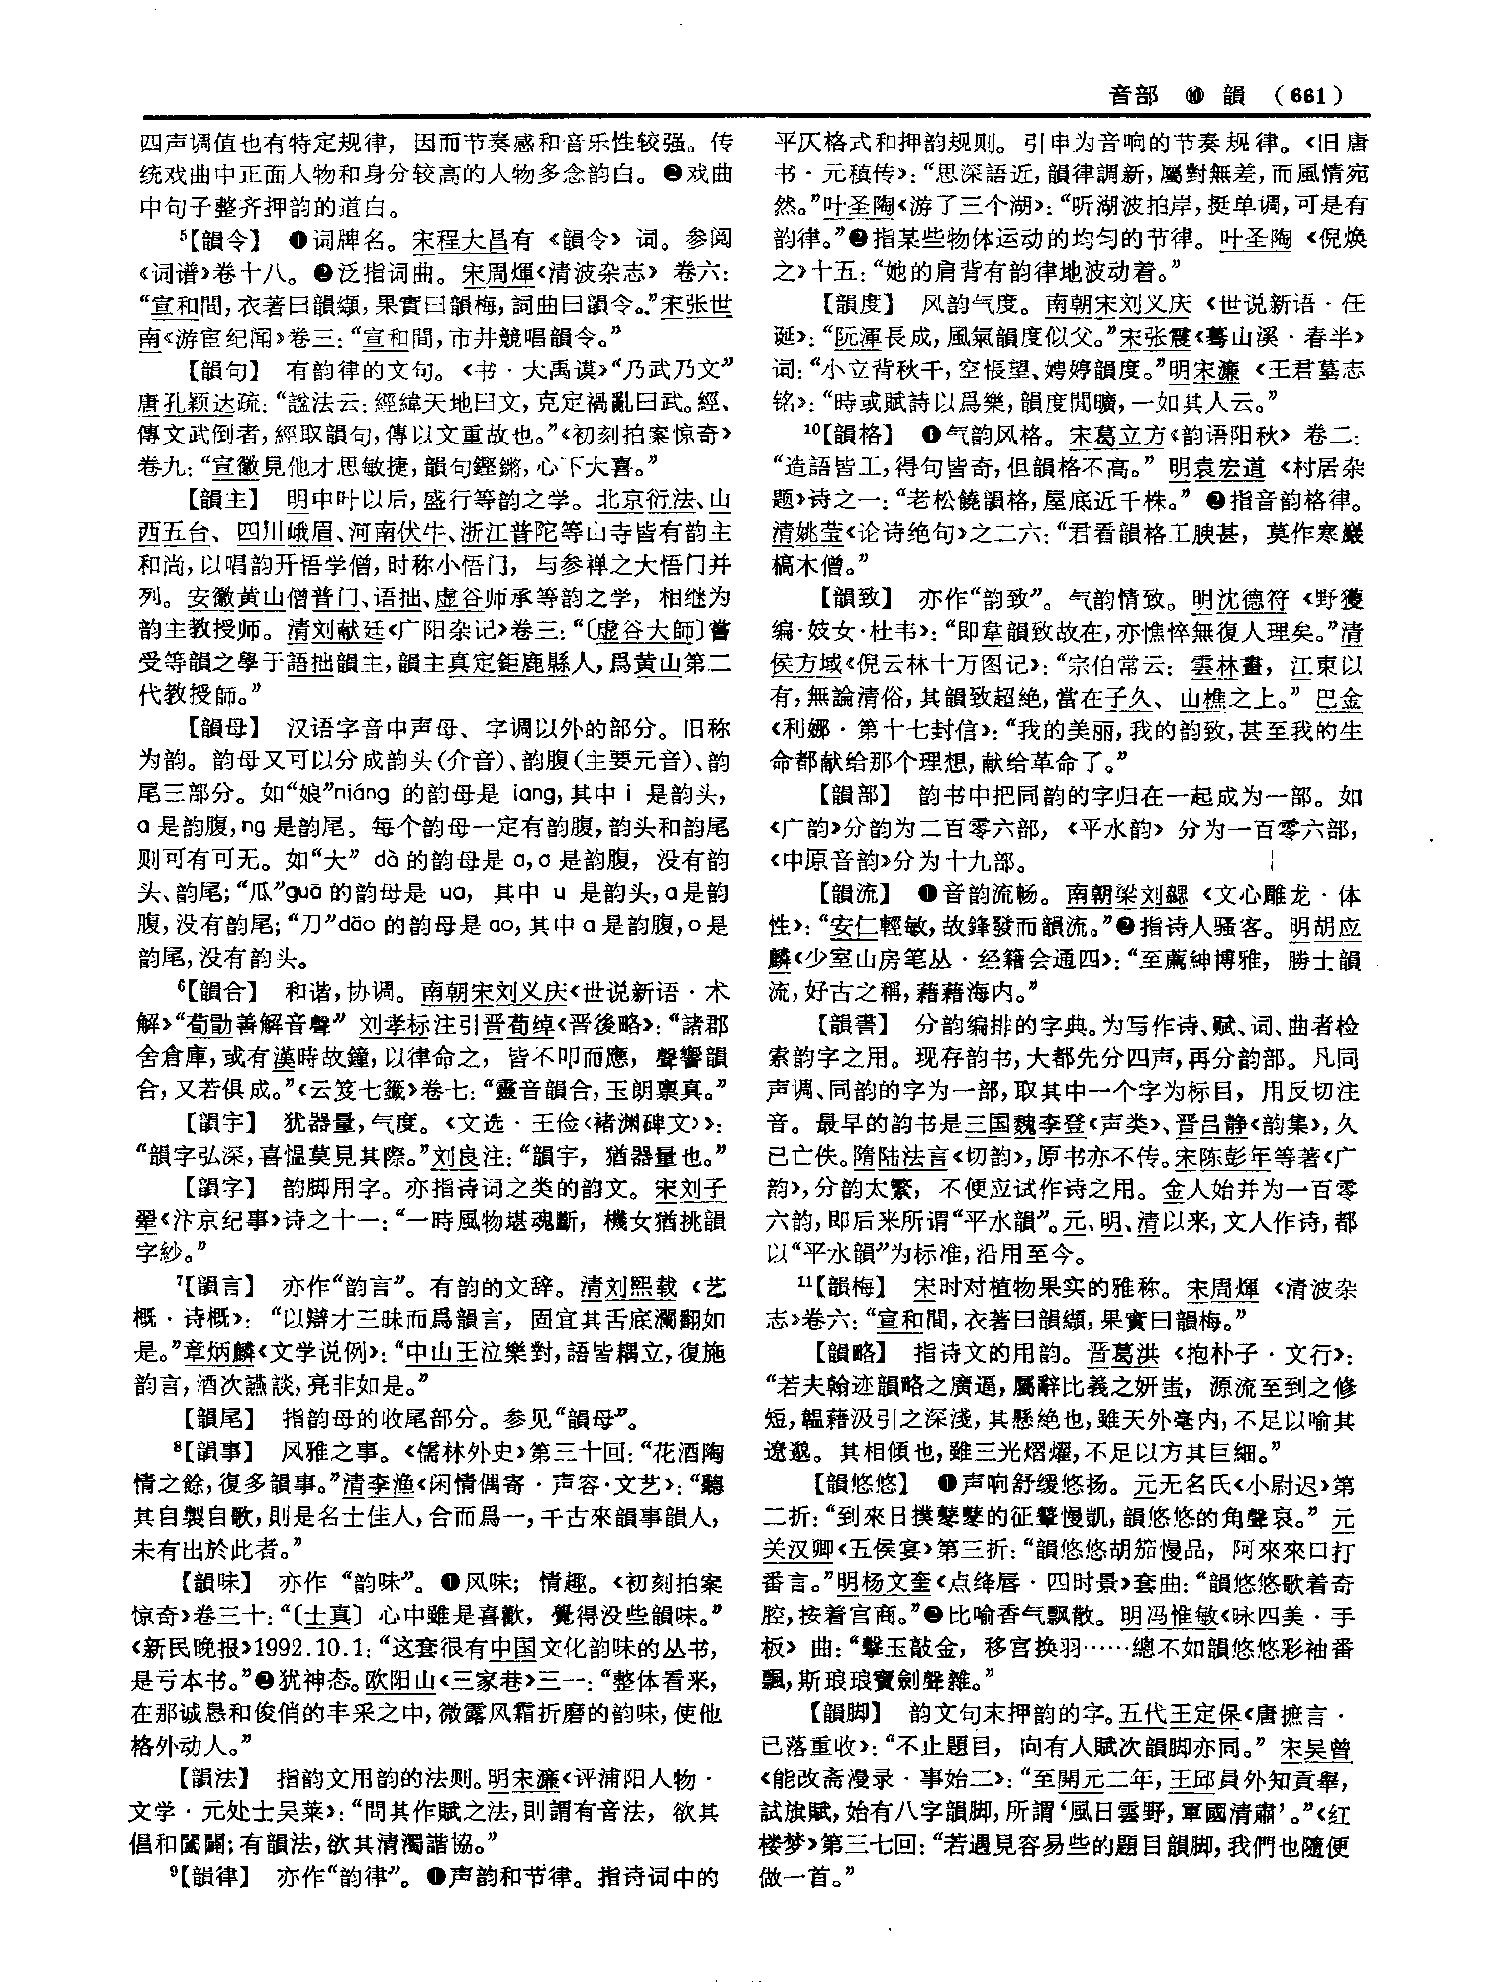 音部 ⑩ 韻 （661）
四声调值也有特定规律，因而节奏感和音乐性较强。传
统戏曲中正面人物和身分较高的人物多念韵白。❷戏曲
中句子整齐押韵的道白。
⁵【韻令】 ❶词牌名。宋程大昌有《韻令》词。参阅
《词谱》卷十八。❷泛指词曲。宋周煇《清波杂志》卷六：
“宣和間，衣著曰韻纈，果實曰韻梅，詞曲曰韻令。”宋张世
南《游宦纪闻》卷三：“宣和間，市井競唱韻令。”
【韻句】 有韵律的文句。《书·大禹谟》“乃武乃文”
唐孔颖达疏：“諡法云：經緯天地曰文，克定禍亂曰武。經、
傳文武倒者，經取韻句，傳以文重故也。”《初刻拍案惊奇》
卷九：“宣徽見他才思敏捷，韻句鏗鏘，心下大喜。”
【韻主】 明中叶以后，盛行等韵之学。北京衍法、山
西五台、四川峨眉、河南伏牛、浙江普陀等山寺皆有韵主
和尚，以唱韵开悟学僧，时称小悟门，与参禅之大悟门并
列。安徽黄山僧普门、语拙、虚谷师承等韵之学，相继为
韵主教授师。清刘献廷《广阳杂记》卷三：“〔虚谷大師〕嘗
受等韻之學于語拙韻主，韻主真定鉅鹿縣人，爲黄山第二
代教授師。”
【韻母】 汉语字音中声母、字调以外的部分。旧称
为韵。韵母又可以分成韵头（介音）、韵腹（主要元音）、韵
尾三部分。如“娘”niáng 的韵母是 iang，其中 i 是韵头，
ɑ 是韵腹，ng 是韵尾。每个韵母一定有韵腹，韵头和韵尾
则可有可无。如“大” dà 的韵母是 ɑ，ɑ 是韵腹，没有韵
头、韵尾；“瓜”guā 的韵母是 uɑ，其中 u 是韵头，ɑ是韵
腹，没有韵尾；“刀”dāo 的韵母是 ɑo，其中 ɑ 是韵腹，o 是
韵尾，没有韵头。
⁶【韻合】 和谐，协调。南朝宋刘义庆《世说新语·术
解》“荀勖善解音聲” 刘孝标注引晋荀绰《晋後略》：“諸郡
舍倉庫，或有漢時故鐘，以律命之，皆不叩而應，聲響韻
合，又若俱成。”《云笈七籤》卷七：“靈音韻合，玉朗禀真。”
【韻宇】 犹器量，气度。《文选·王俭〈褚渊碑文〉》：
“韻宇弘深，喜愠莫見其際。”刘良注：“韻宇，猶器量也。”
【韻字】 韵脚用字。亦指诗词之类的韵文。宋刘子
翬《汴京纪事》诗之十一：“一時風物堪魂斷，機女猶挑韻
字紗。”
⁷【韻言】 亦作“韵言”。有韵的文辞。清刘熙载《艺
概·诗概》：“以辯才三昧而爲韻言，固宜其舌底瀾翻如
是。”章炳麟《文学说例》：“中山王泣樂對，語皆耦立，復施
韵言，酒次讌談，亮非如是。”
【韻尾】 指韵母的收尾部分。参见“韻母”。
⁸【韻事】 风雅之事。《儒林外史》第三十回：“花酒陶
情之餘，復多韻事。”清李渔《闲情偶寄·声容·文艺》：“聽
其自製自歌，則是名士佳人，合而爲一，千古來韻事韻人，
未有出於此者。”
【韻味】 亦作 “韵味”。❶风味；情趣。《初刻拍案
惊奇》卷三十：“〔士真〕心中雖是喜歡，覺得没些韻味。”
《新民晚报》1992.10.1：“这套很有中国文化韵味的丛书，
是亏本书。”❷犹神态。欧阳山《三家巷》三一：“整体看来，
在那诚恳和俊俏的丰采之中，微露风霜折磨的韵味，使他
格外动人。”
【韻法】 指韵文用韵的法则。明宋濂《评浦阳人物·
文学·元处士吴莱》：“問其作賦之法，則謂有音法，欲其
倡和闔闢；有韻法，欲其清濁諧協。”
⁹【韻律】 亦作“韵律”。❶声韵和节律。指诗词中的
平仄格式和押韵规则。引申为音响的节奏规律。《旧唐
书·元稹传》：“思深語近，韻律調新，屬對無差，而風情宛
然。”叶圣陶《游了三个湖》：“听湖波拍岸，挺单调，可是有
韵律。”❷指某些物体运动的均匀的节律。叶圣陶《倪焕
之》十五：“她的肩背有韵律地波动着。”
【韻度】 风韵气度。南朝宋刘义庆《世说新语·任
诞》：“阮渾長成，風氣韻度似父。”宋张震《蓦山溪·春半》
词：“小立背秋千，空悵望、娉婷韻度。”明宋濂《王君墓志
铭》：“時或賦詩以爲樂，韻度閒曠，一如其人云。”
¹⁰【韻格】 ❶气韵风格。宋葛立方《韵语阳秋》卷二：
“造語皆工，得句皆奇，但韻格不高。” 明袁宏道《村居杂
题》诗之一：“老松饒韻格，屋底近千株。” ❷指音韵格律。
清姚莹《论诗绝句》之二六：“君看韻格工腴甚，莫作寒巖
槁木僧。”
【韻致】 亦作“韵致”。气韵情致。明沈德符《野獲
编·妓女·杜韦》：“即韋韻致故在，亦憔悴無復人理矣。”清
侯方域《倪云林十万图记》：“宗伯常云：雲林畫，江東以
有，無論清俗，其韻致超絶，當在子久、山樵之上。” 巴金
《利娜·第十七封信》：“我的美丽，我的韵致，甚至我的生
命都献给那个理想，献给革命了。”
【韻部】 韵书中把同韵的字归在一起成为一部。如
《广韵》分韵为二百零六部，《平水韵》分为一百零六部，
《中原音韵》分为十九部。
【韻流】 ❶音韵流畅。南朝梁刘勰《文心雕龙·体
性》：“安仁輕敏，故鋒發而韻流。”❷指诗人骚客。明胡应
麟《少室山房笔丛·经籍会通四》：“至薦紳博雅，勝士韻
流，好古之稱，藉藉海内。”
【韻書】 分韵编排的字典。为写作诗、赋、词、曲者检
索韵字之用。现存韵书，大都先分四声，再分韵部。凡同
声调、同韵的字为一部，取其中一个字为标目，用反切注
音。最早的韵书是三国魏李登《声类》、晋吕静《韵集》，久
已亡佚。隋陆法言《切韵》，原书亦不传。宋陈彭年等著《广
韵》，分韵太繁，不便应试作诗之用。金人始并为一百零
六韵，即后来所谓“平水韻”。元、明、清以来，文人作诗，都
以“平水韻”为标准，沿用至今。
¹¹【韻梅】 宋时对植物果实的雅称。宋周煇《清波杂
志》卷六：“宣和間，衣著曰韻纈，果實曰韻梅。”
【韻略】 指诗文的用韵。晋葛洪《抱朴子·文行》：
“若夫翰迹韻略之廣逼，屬辭比義之妍蚩，源流至到之修
短，韞藉汲引之深淺，其懸絶也，雖天外毫内，不足以喻其
遼邈。其相傾也，雖三光熠燿，不足以方其巨細。”
【韻悠悠】 ❶声响舒缓悠扬。元无名氏《小尉迟》第
二折：“到來日撲鼕鼕的征鼙慢凱，韻悠悠的角聲哀。” 元
关汉卿《五侯宴》第三折：“韻悠悠胡笳慢品，阿來來口打
番言。”明杨文奎《点绛唇·四时景》套曲：“韻悠悠歌着奇
腔，按着宫商。”❷比喻香气飘散。明冯惟敏《咏四美·手
板》曲：“擊玉敲金，移宫换羽……總不如韻悠悠彩袖番
飄，斯琅琅寶劍聲雜。”
【韻脚】 韵文句末押韵的字。五代王定保《唐摭言·
已落重收》：“不止題目，向有人賦次韻脚亦同。” 宋吴曾
《能改斋漫录·事始二》：“至開元二年，王邱員外知貢舉，
試旗賦，始有八字韻脚，所謂‘風日雲野，軍國清肅’。”《红
楼梦》第三七回：“若遇見容易些的題目韻脚，我們也隨便
做一首。”